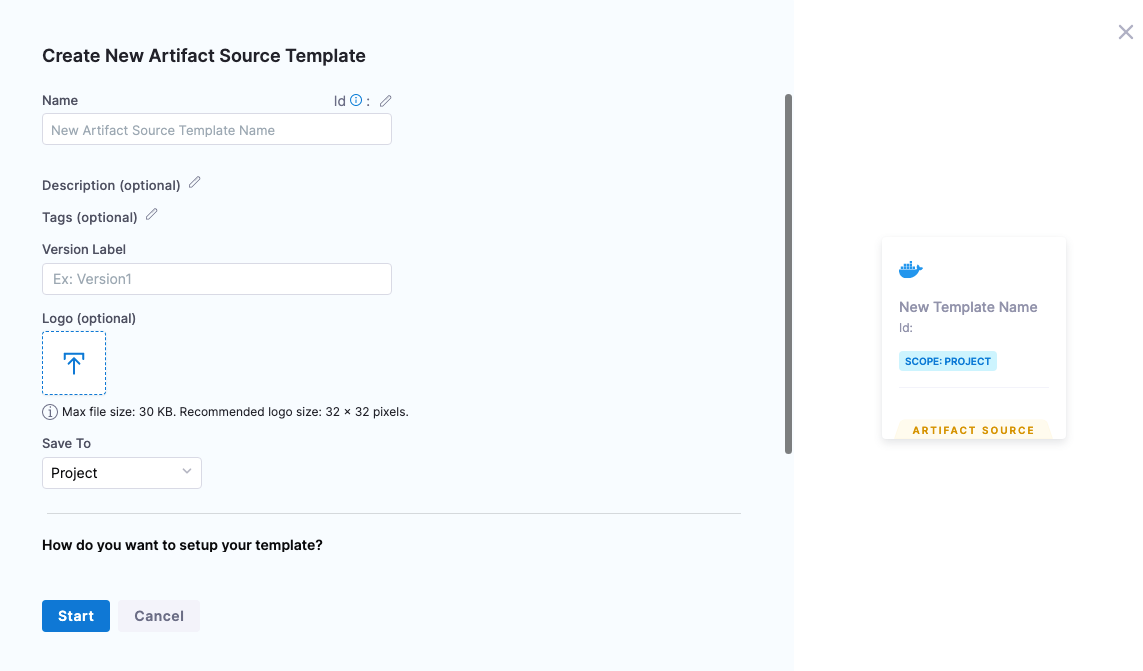 Create New Artifact Source Template
Name
Id :
New Artifact Source Template Name
Description (optional)
Tags (optional)
Version Label
Ex: Version1
Logo (optional)
Max file size: 30 KB. Recommended logo size: 32 × 32 pixels.
Save To
Project
How do you want to setup your template?
Start
Cancel
New Template Name
Id:
SCOPE: PROJECT
ARTIFACT SOURCE